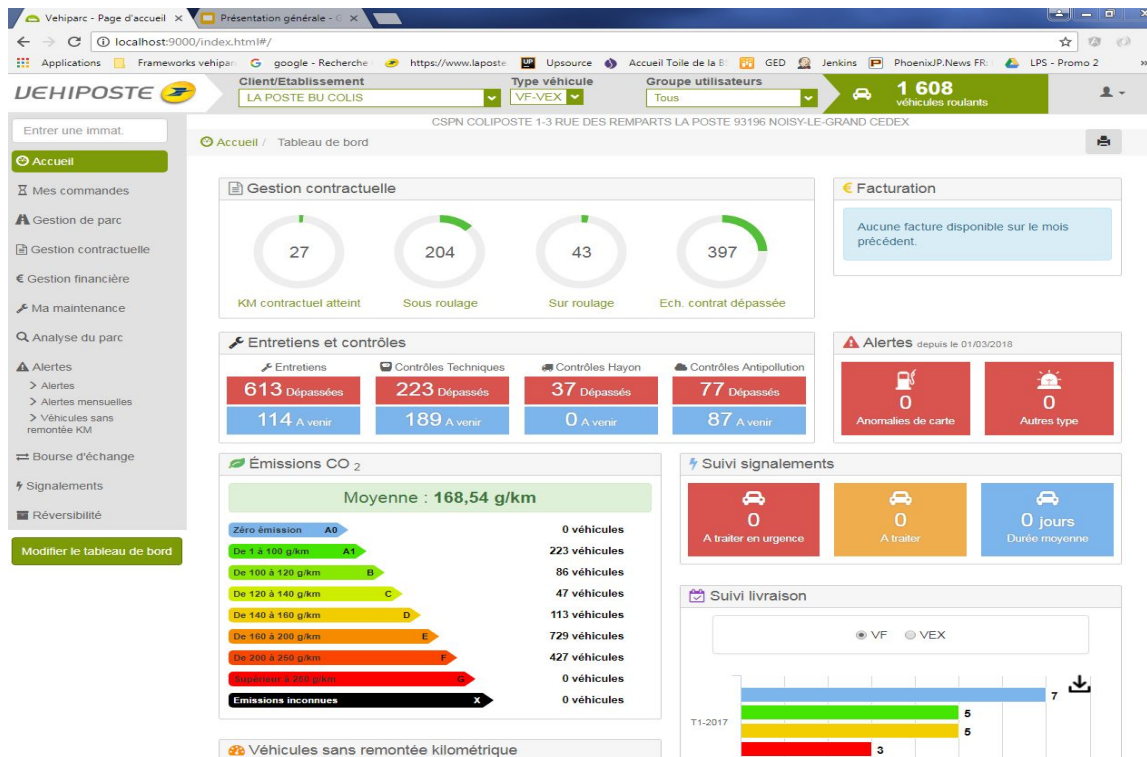 Vehiparc - Page d'accueil
Présentation générale - G
localhost:9000/index.html#/
Applications Frameworks vehipar google - Recherche https://www.laposte Upsource Accueil Toile de la B GED Jenkins PhoenixJP.News FR: LPS - Promo 2 »
VEHIPOSTE
Client/Etablissement
LA POSTE BU COLIS
Type véhicule
VF-VEX
Groupe utilisateurs
Tous
1 608
véhicules roulants
CSPN COLIPOSTE 1-3 RUE DES REMPARTS LA POSTE 93196 NOISY-LE-GRAND CEDEX
Entrer une immat.
Accueil
Mes commandes
Gestion de parc
Gestion contractuelle
€ Gestion financière
Ma maintenance
Analyse du parc
Alertes
> Alertes
> Alertes mensuelles
> Véhicules sans
remontée KM
Bourse d'échange
Signalements
Réversibilité
Modifier le tableau de bord
Accueil / Tableau de bord
Gestion contractuelle
27
204
43
397
KM contractuel atteint
Sous roulage
Sur roulage
Ech. contrat dépassée
€ Facturation
Aucune facture disponible sur le mois
précédent.
Entretiens et contrôles
Entretiens
Contrôles Techniques
Contrôles Hayon
Contrôles Antipollution
613 Dépassées
223 Dépassés
37 Dépassés
77 Dépassés
114 A venir
189 A venir
0 A venir
87 A venir
Alertes depuis le 01/03/2018
0
Anomalies de carte
0
Autres type
Émissions CO 2
Moyenne : 168,54 g/km
Zéro émission A0 0 véhicules
De 1 à 100 g/km A1 223 véhicules
De 100 à 120 g/km B 86 véhicules
De 120 à 140 g/km C 47 véhicules
De 140 à 160 g/km D 113 véhicules
De 160 à 200 g/km E 729 véhicules
De 200 à 250 g/km F 427 véhicules
Supérieur à 250 g/km G 0 véhicules
Emissions inconnues X 0 véhicules
Suivi signalements
0
A traiter en urgence
0
A traiter
0 jours
Durée moyenne
Suivi livraison
VF VEX
T1-2017
7
5
5
3
Véhicules sans remontée kilométrique